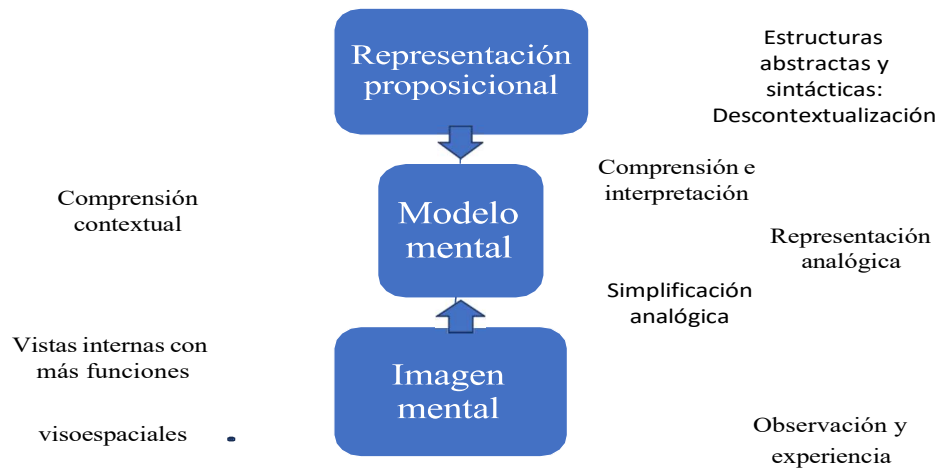 Representación
proposicional
Estructuras
abstractas y
sintácticas:
Descontextualización
Comprensión
contextual
Modelo
mental
Comprensión e
interpretación
Representación
analógica
Simplificación
analógica
Vistas internas con
más funciones
visoespaciales
Imagen
mental
Observación y
experiencia